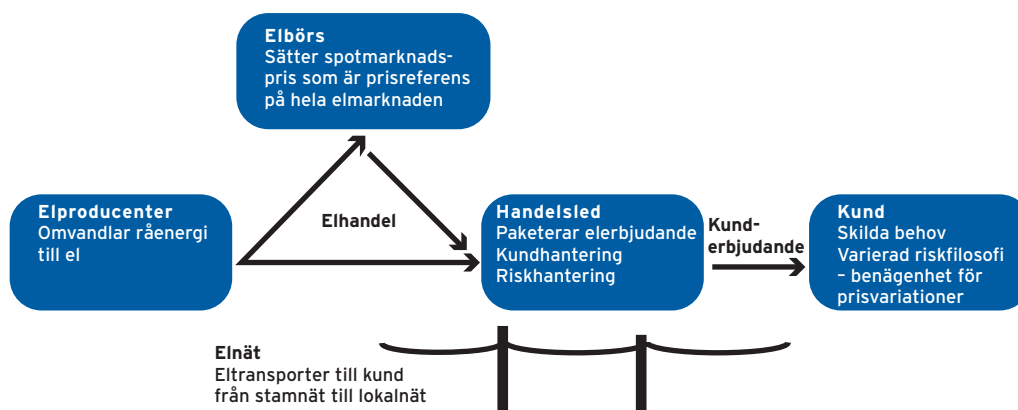 Elbörs
Sätter spotmarknads-
pris som är prisreferens
på hela elmarknaden
Elproducenter
Omvandlar råenergi
till el
Elhandel
Handelsled
Paketerar elerbjudande
Kundhantering
Riskhantering
Kund-
erbjudande
Kund
Skilda behov
Varierad riskfilosofi
– benägenhet för
prisvariationer
Elnät
Eltransporter till kund
från stamnät till lokalnät